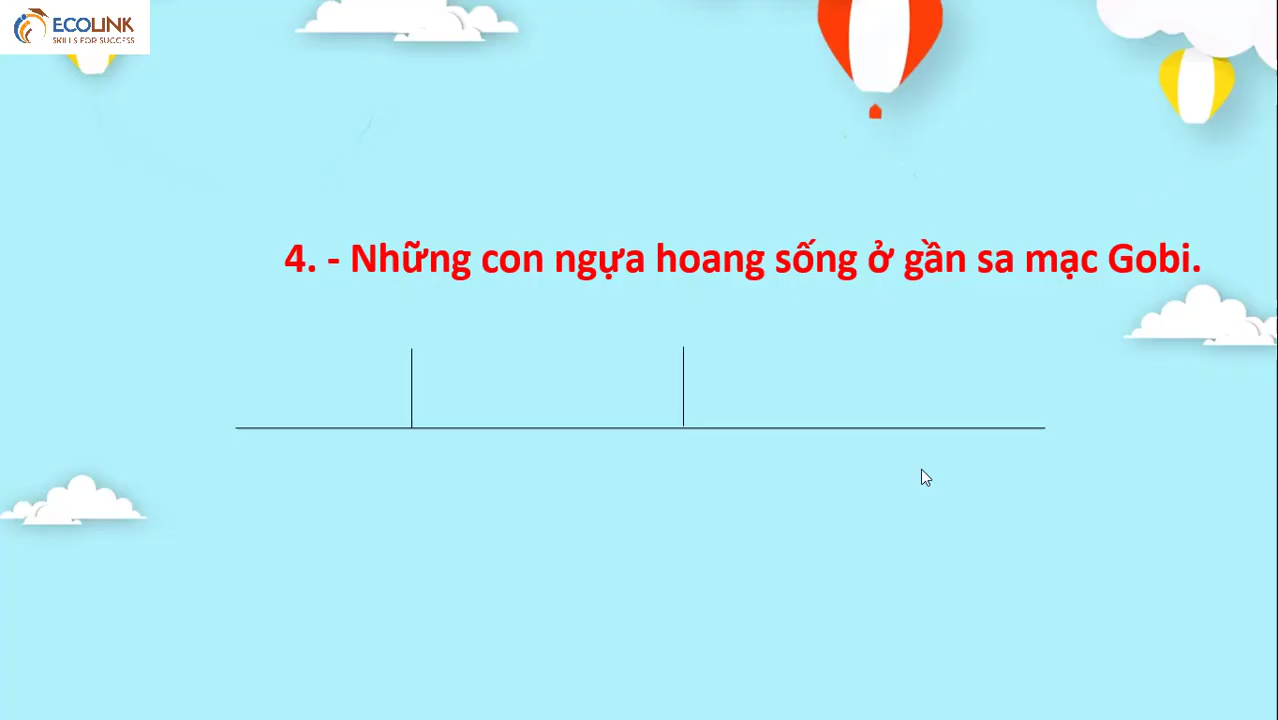 ECOLINK
SKILLS FOR SUCCESS
4. - Những con ngựa hoang sống ở gần sa mạc Gobi.